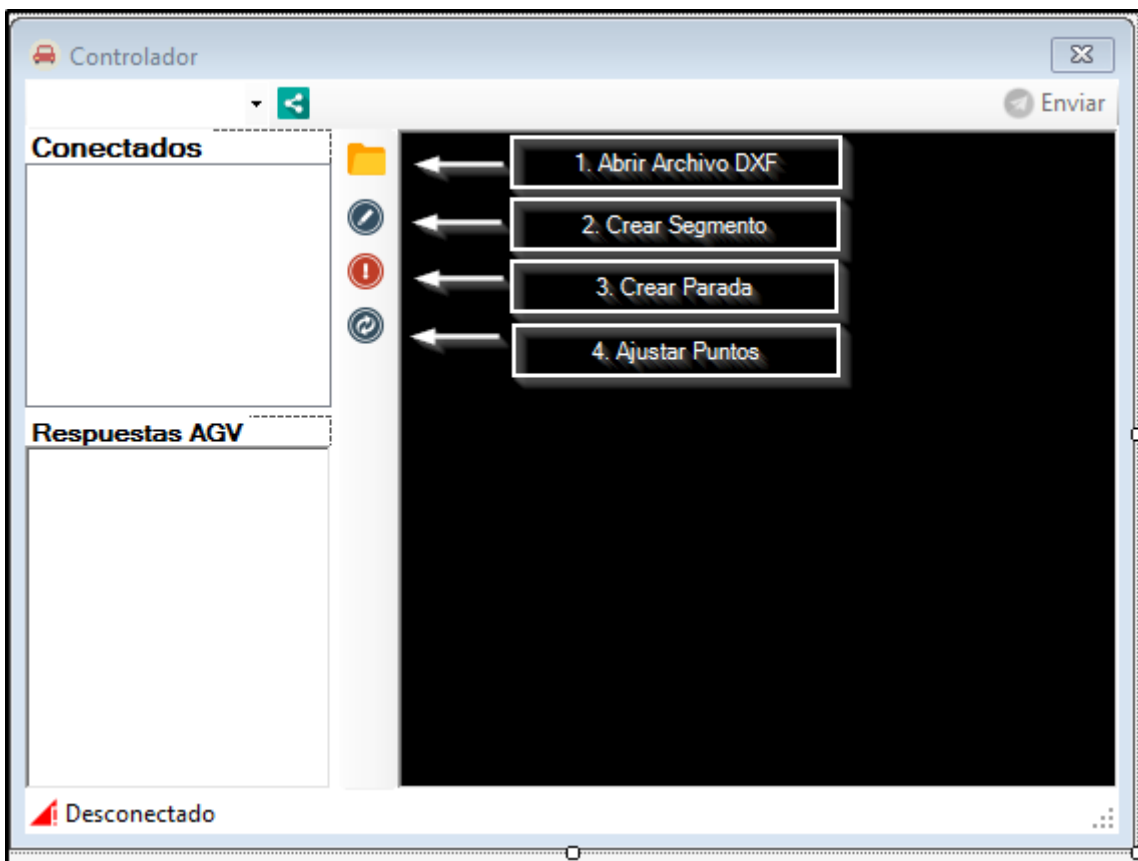 Controlador
Enviar
Conectados
1. Abrir Archivo DXF
2. Crear Segmento
3. Crear Parada
4. Ajustar Puntos
Respuestas AGV
Desconectado